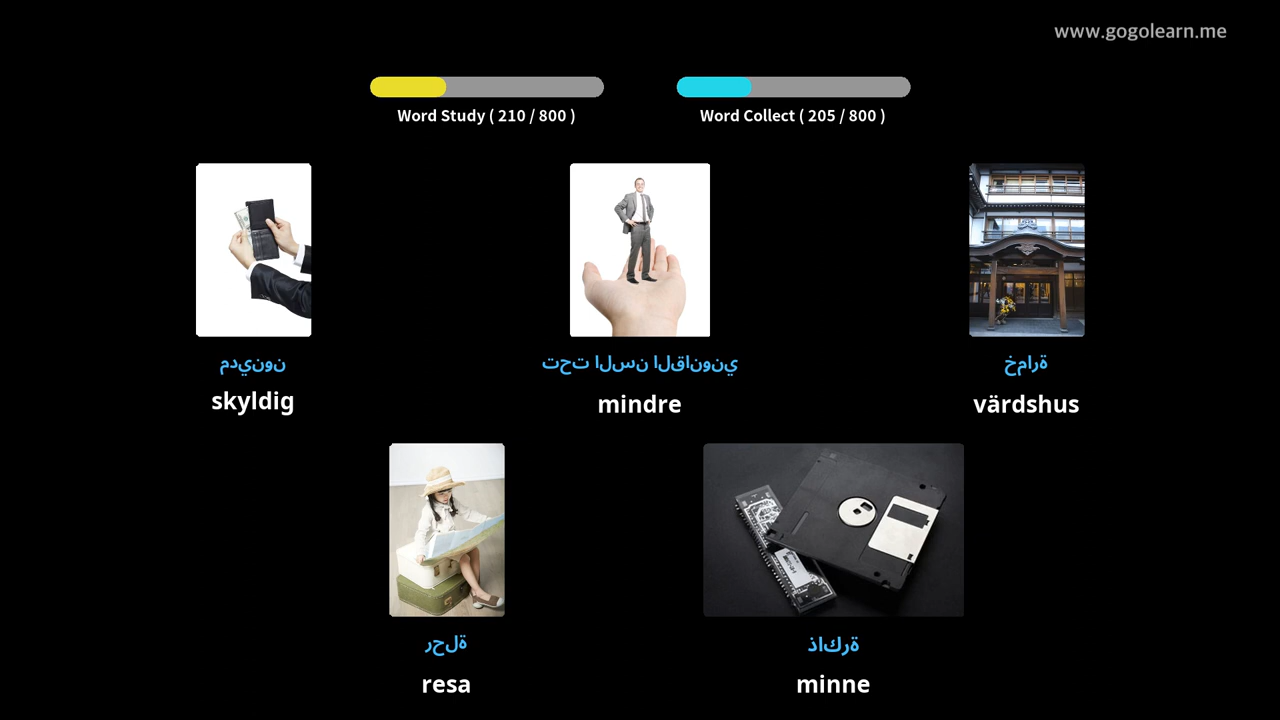 www.gogolearn.me
Word Study ( 210 / 800 )
Word Collect ( 205 / 800 )
مدينون
skyldig
تحت السن القانوني
mindre
خمارة
värdshus
رحلة
resa
ذاكرة
minne